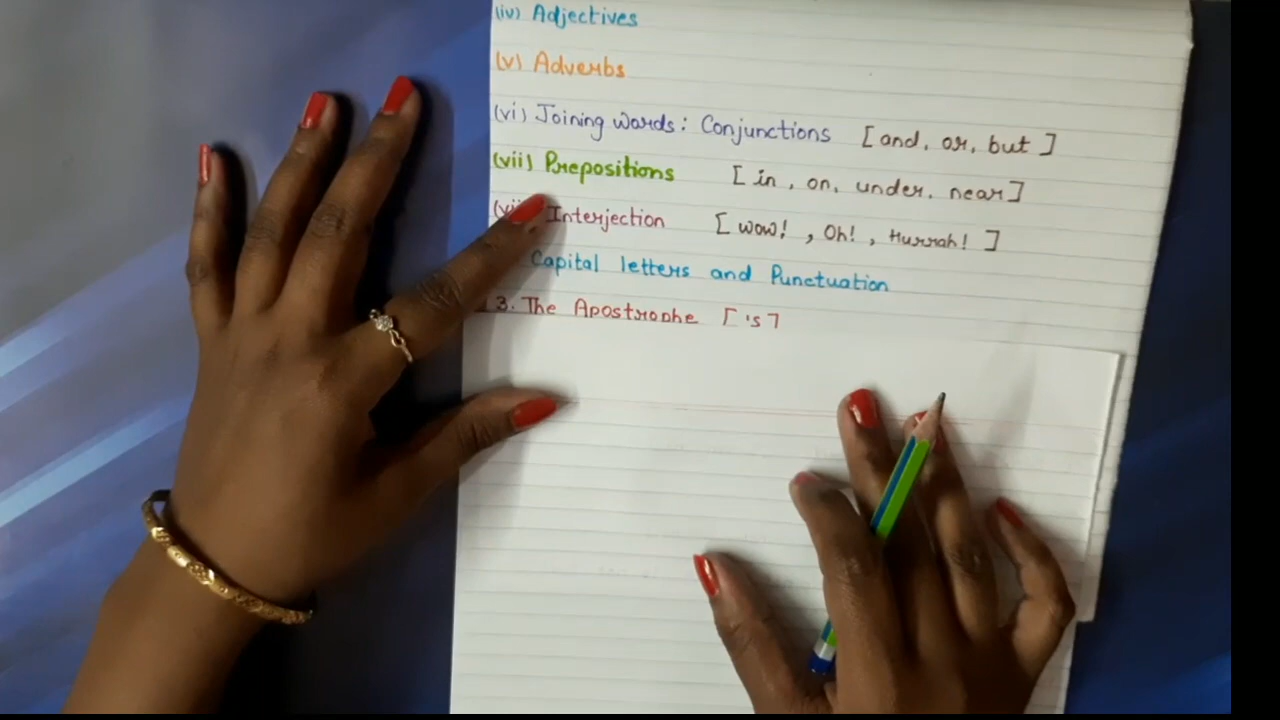 (iv) Adjectives
(v) Adverbs
(vi) Joining words: Conjunctions [and, or, but]
(vii) Prepositions [in, on, under, near]
Interjection [wow!, Oh!, Hurrah!]
Capital letters and Punctuation
13. The Apostrophe ['s]